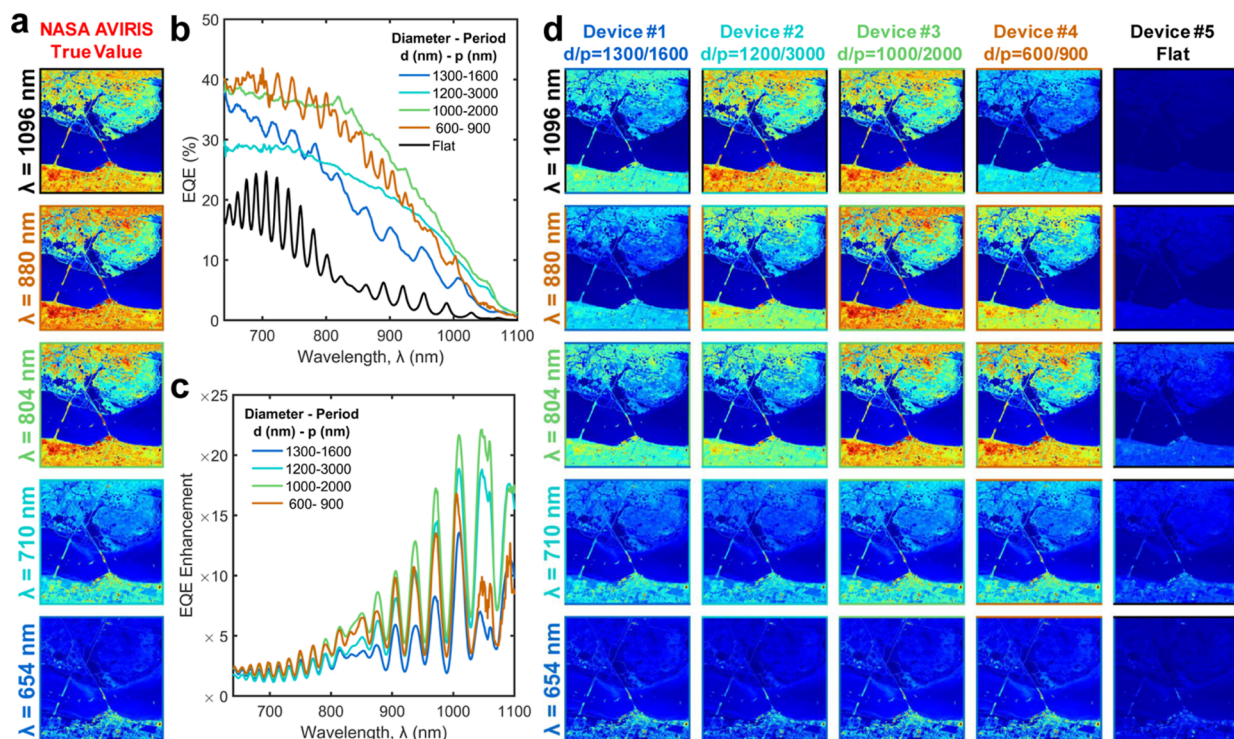 a
NASA AVIRIS
True Value
λ = 1096 nm
λ = 880 nm
λ = 804 nm
λ = 710 nm
λ = 654 nm
b
50
40
30
20
10
0
EQE (%)
Diameter - Period
d (nm) - p (nm)
1300-1600
1200-3000
1000-2000
600- 900
Flat
700 800 900 1000 1100
Wavelength, λ (nm)
c
×25
×20
×15
×10
× 5
× 0
EQE Enhancement
Diameter - Period
d (nm) - p (nm)
1300-1600
1200-3000
1000-2000
600- 900
700 800 900 1000 1100
Wavelength, λ (nm)
d
Device #1 Device #2 Device #3 Device #4 Device #5
d/p=1300/1600 d/p=1200/3000 d/p=1000/2000 d/p=600/900 Flat
λ = 1096 nm
λ = 880 nm
λ = 804 nm
λ = 710 nm
λ = 654 nm